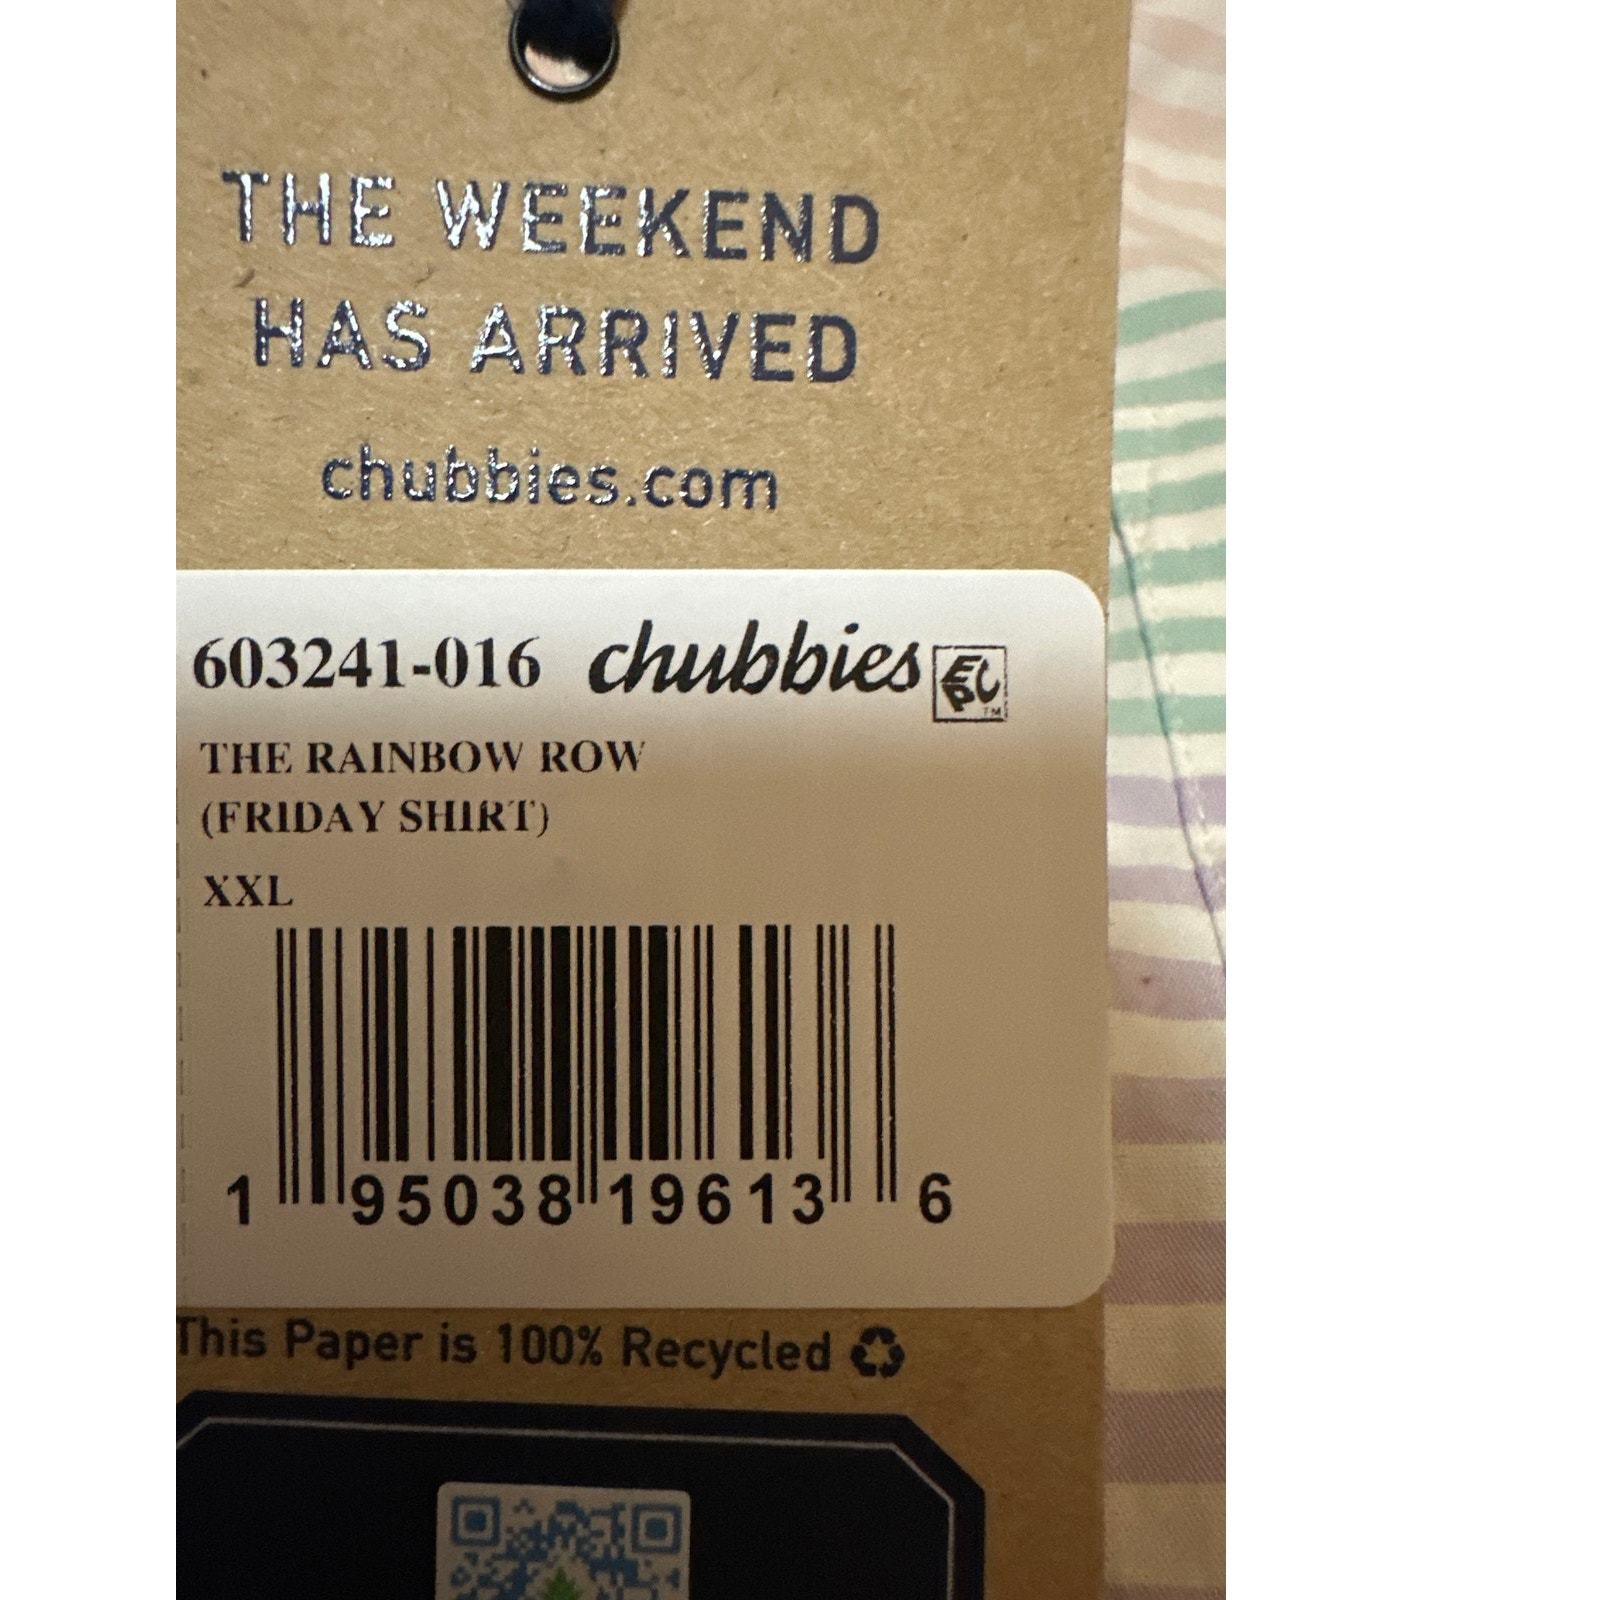 THE WEEKEND
HAS ARRIVED
chubbies.com
603241-016 chubbies EPC TM
THE RAINBOW ROW
(FRIDAY SHIRT)
XXL
1 95038 19613 6
This Paper is 100% Recycled